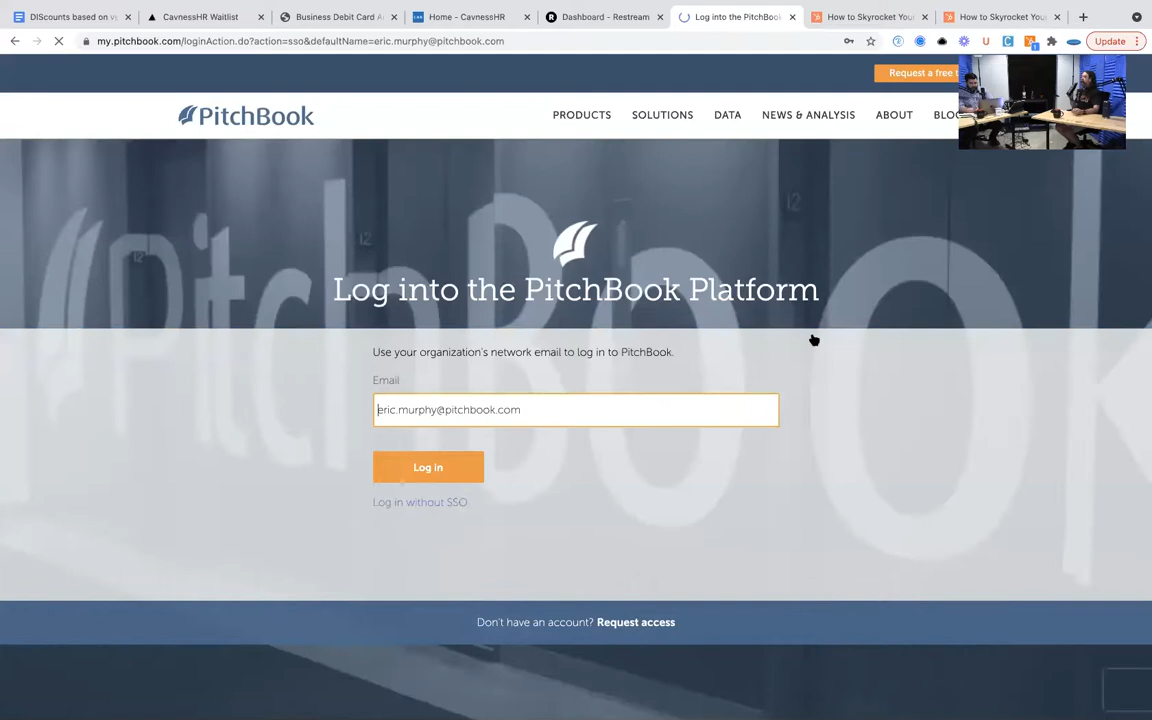 DIScounts based on vs
CavnessHR Waitlist
Business Debit Card A
Home - CavnessHR
Dashboard - Restream
Log into the PitchBook
How to Skyrocket You
How to Skyrocket You
my.pitchbook.com/loginAction.do?action=sso&defaultName=eric.murphy@pitchbook.com
Update
Request a free t
PitchBook
PRODUCTS
SOLUTIONS
DATA
NEWS & ANALYSIS
ABOUT
BLOG
Log into the PitchBook Platform
Use your organization's network email to log in to PitchBook.
Email
eric.murphy@pitchbook.com
Log in
Log in without SSO
Don't have an account? Request access